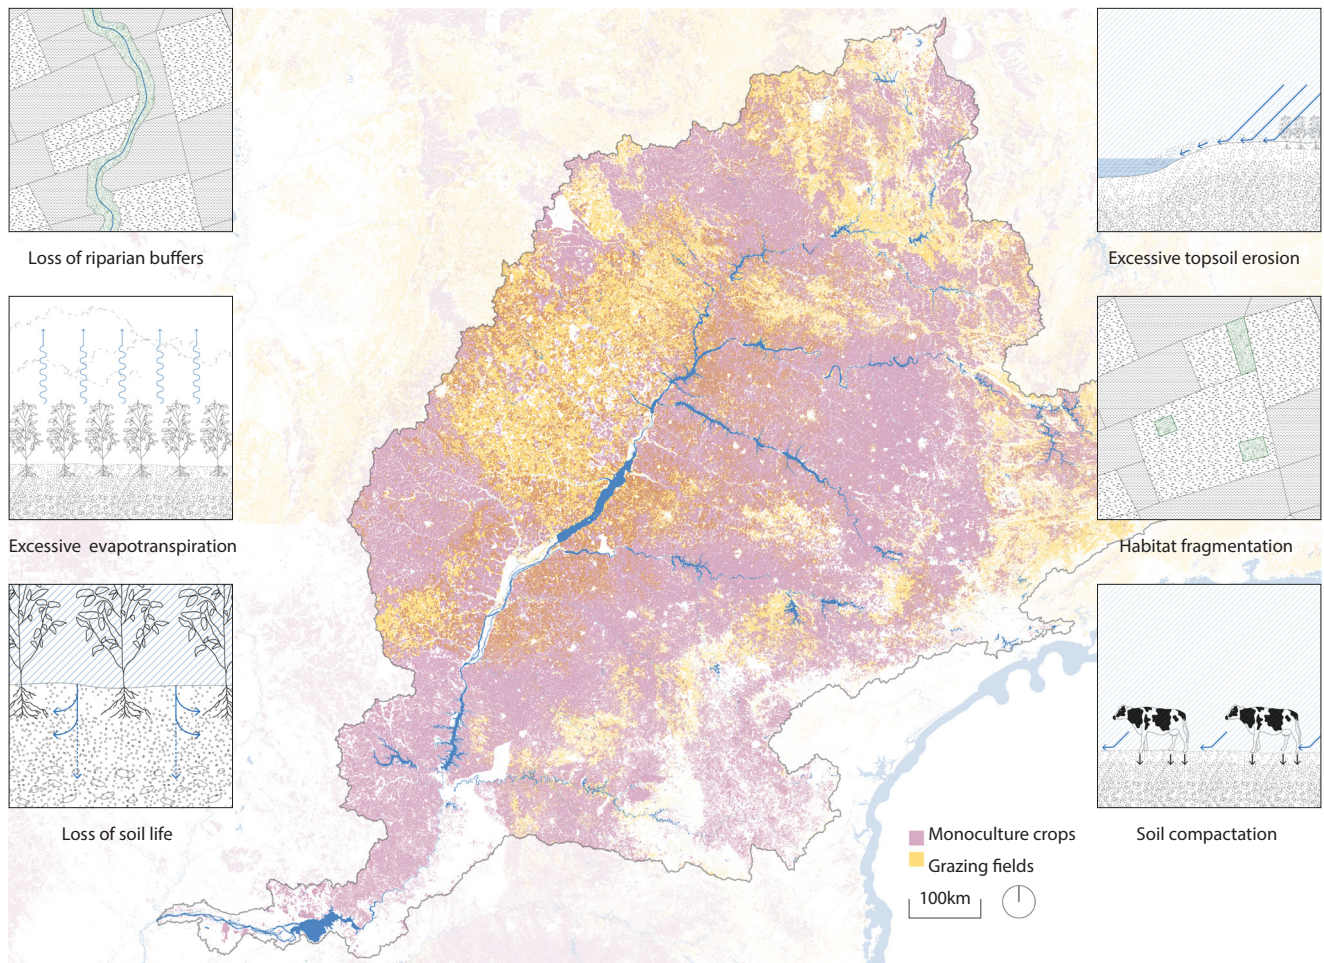 Loss of riparian buffers
Excessive evapotranspiration
Loss of soil life
Excessive topsoil erosion
Habitat fragmentation
Soil compactation
Monoculture crops
Grazing fields
100km